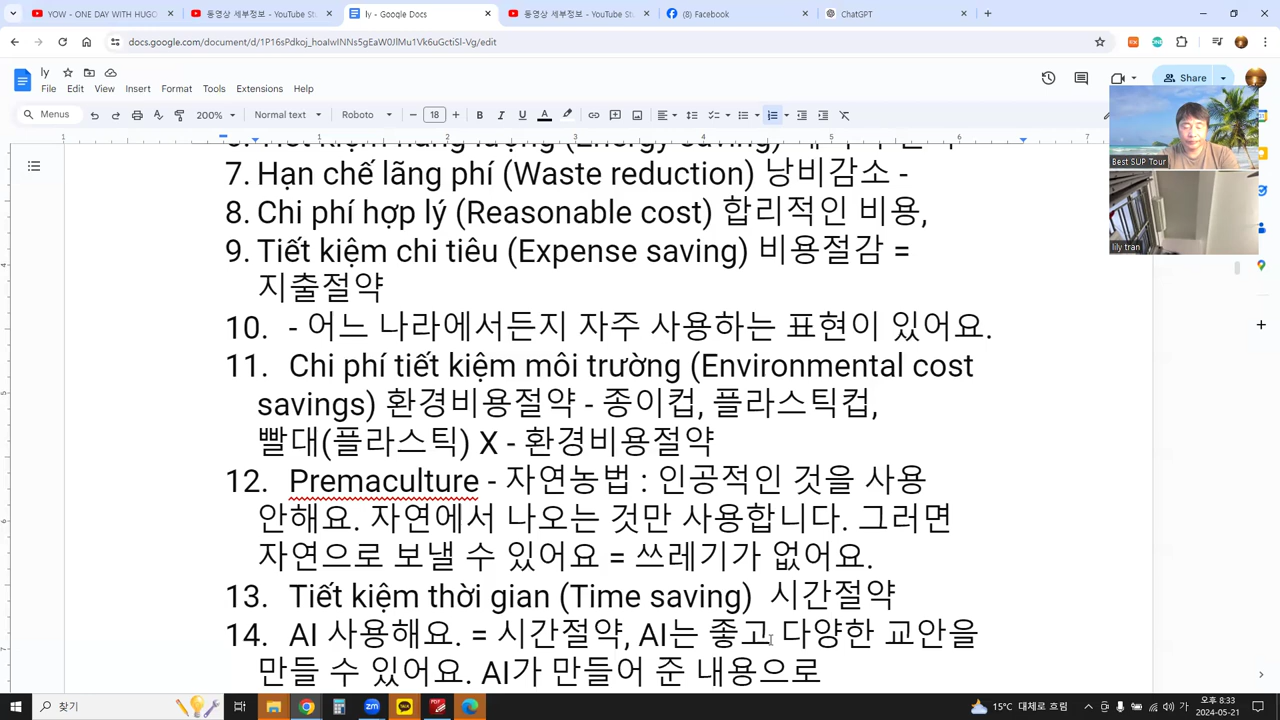 YOW - ONE DAY WITH HUGO
동영상 세부정보 - YouTube St
ly - Google Docs
동영상 세부정보 - YouTube St
(8) Facebook
ChatGPT
ly
File Edit View Insert Format Tools Extensions Help
Share
Menus
200%
Normal text
Roboto
18
7. Hạn chế lãng phí (Waste reduction) 낭비감소 -
8. Chi phí hợp lý (Reasonable cost) 합리적인 비용,
9. Tiết kiệm chi tiêu (Expense saving) 비용절감 =
지출절약
10. - 어느 나라에서든지 자주 사용하는 표현이 있어요.
11. Chi phí tiết kiệm môi trường (Environmental cost
savings) 환경비용절약 - 종이컵, 플라스틱컵,
빨대(플라스틱) X - 환경비용절약
12. Premaculture - 자연농법 : 인공적인 것을 사용
안해요. 자연에서 나오는 것만 사용합니다. 그러면
자연으로 보낼 수 있어요 = 쓰레기가 없어요.
13. Tiết kiệm thời gian (Time saving) 시간절약
14. AI 사용해요. = 시간절약, AI는 좋고 다양한 교안을
만들 수 있어요. AI가 만들어 준 내용으로
Best SUP Tour
lily tran
찾기
15°C 대체로 흐림
오후 8:33
2024-05-21